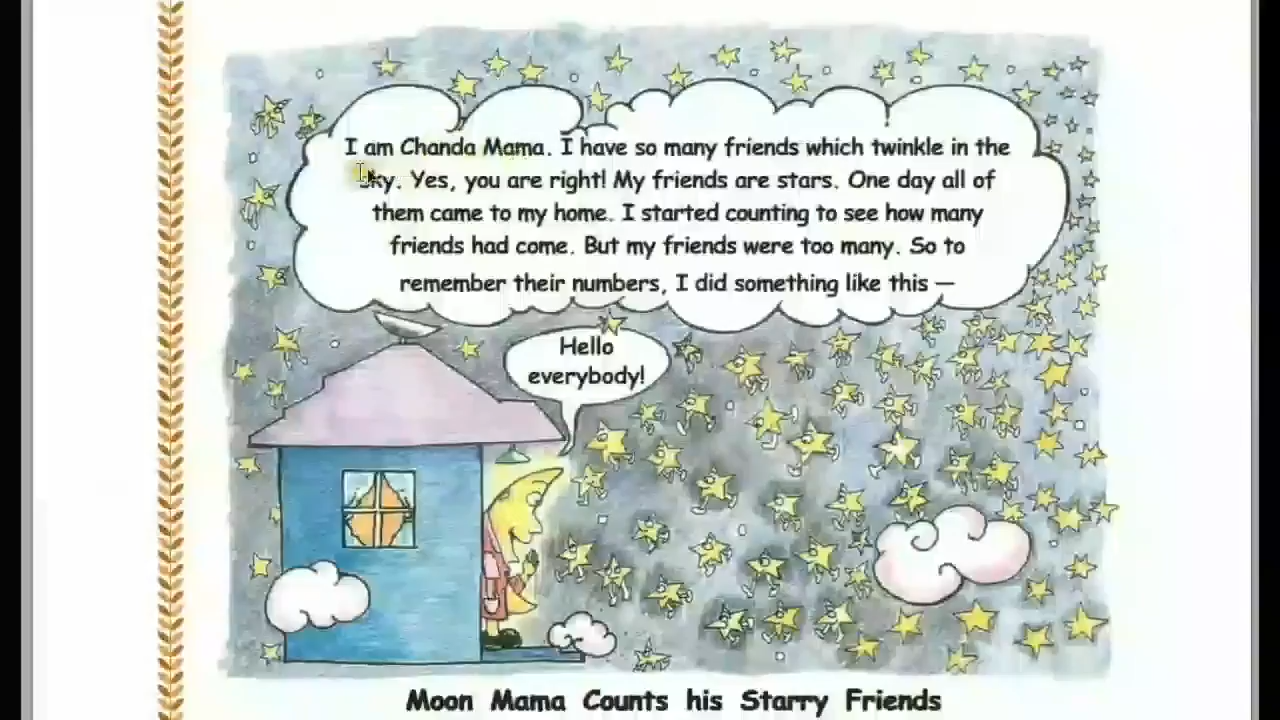 I am Chanda Mama. I have so many friends which twinkle in the
sky. Yes, you are right! My friends are stars. One day all of
them came to my home. I started counting to see how many
friends had come. But my friends were too many. So to
remember their numbers, I did something like this —
Hello
everybody!
Moon Mama Counts his Starry Friends